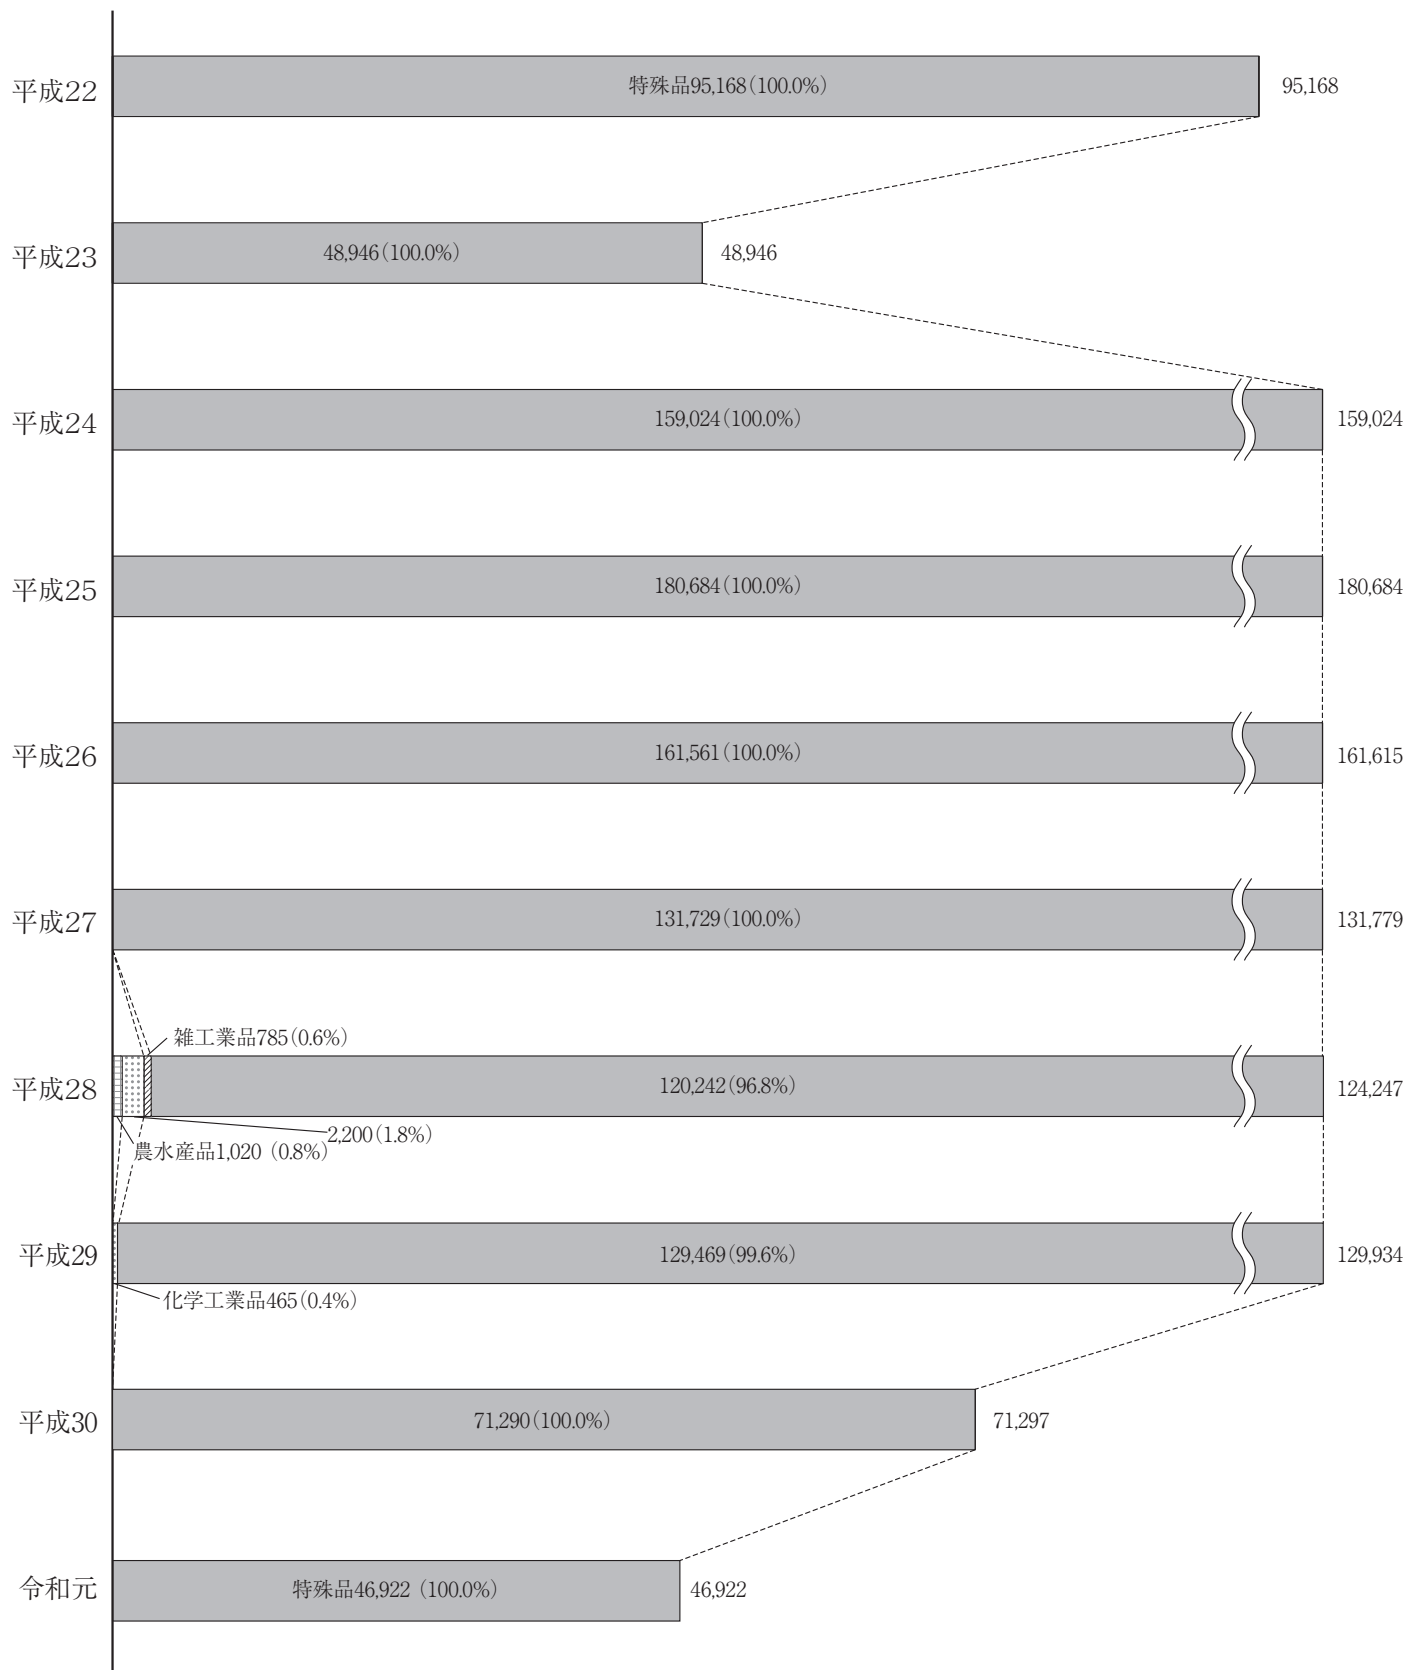 平成22 特殊品95,168(100.0%) 95,168
平成23 48,946(100.0%) 48,946
平成24 159,024(100.0%) 159,024
平成25 180,684(100.0%) 180,684
平成26 161,561(100.0%) 161,615
平成27 131,729(100.0%) 131,779
雑工業品785(0.6%)
平成28 120,242(96.8%) 124,247
2,200(1.8%)
農水産品1,020 (0.8%)
平成29 129,469(99.6%) 129,934
化学工業品465(0.4%)
平成30 71,290(100.0%) 71,297
令和元 特殊品46,922 (100.0%) 46,922